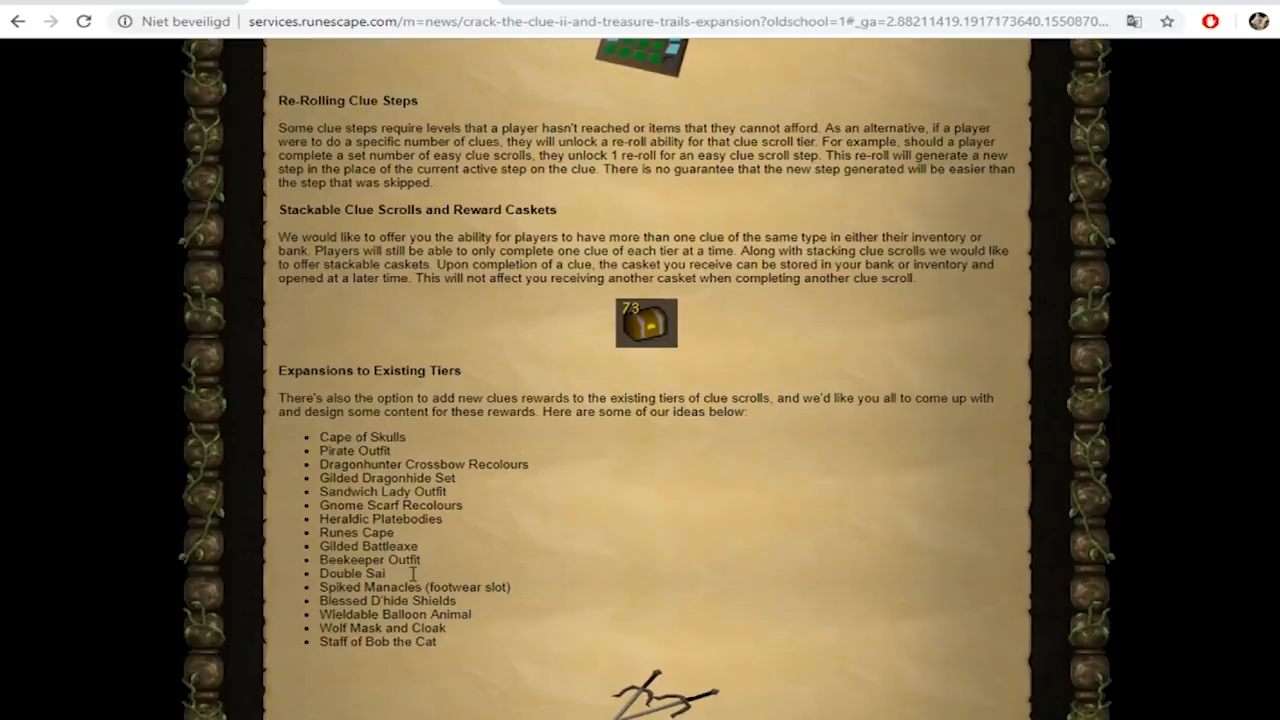 Niet beveiligd | services.runescape.com/m=news/crack-the-clue-ii-and-treasure-trails-expansion?oldschool=1#_ga=2.88211419.1917173640.1550870...
Re-Rolling Clue Steps
Some clue steps require levels that a player hasn't reached or items that they cannot afford. As an alternative, if a player
were to do a specific number of clues, they will unlock a re-roll ability for that clue scroll tier. For example, should a player
complete a set number of easy clue scrolls, they unlock 1 re-roll for an easy clue scroll step. This re-roll will generate a new
step in the place of the current active step on the clue. There is no guarantee that the new step generated will be easier than
the step that was skipped.
Stackable Clue Scrolls and Reward Caskets
We would like to offer you the ability for players to have more than one clue of the same type in either their inventory or
bank. Players will still be able to only complete one clue of each tier at a time. Along with stacking clue scrolls we would like
to offer stackable caskets. Upon completion of a clue, the casket you receive can be stored in your bank or inventory and
opened at a later time. This will not affect you receiving another casket when completing another clue scroll.
73
Expansions to Existing Tiers
There's also the option to add new clues rewards to the existing tiers of clue scrolls, and we'd like you all to come up with
and design some content for these rewards. Here are some of our ideas below:
• Cape of Skulls
• Pirate Outfit
• Dragonhunter Crossbow Recolours
• Gilded Dragonhide Set
• Sandwich Lady Outfit
• Gnome Scarf Recolours
• Heraldic Platebodies
• Runes Cape
• Gilded Battleaxe
• Beekeeper Outfit
• Double Sai
• Spiked Manacles (footwear slot)
• Blessed D'hide Shields
• Wieldable Balloon Animal
• Wolf Mask and Cloak
• Staff of Bob the Cat